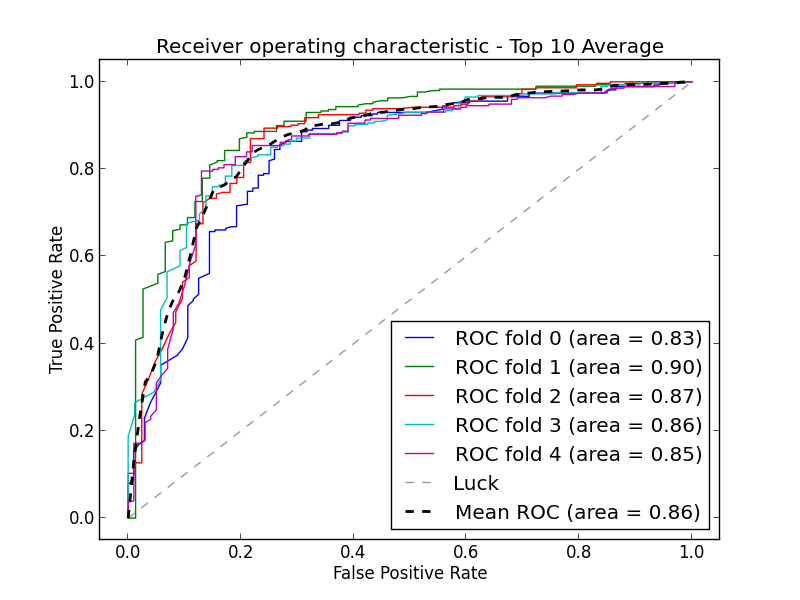 Receiver operating characteristic - Top 10 Average
True Positive Rate
1.0
0.8
0.6
0.4
0.2
0.0
ROC fold 0 (area = 0.83)
ROC fold 1 (area = 0.90)
ROC fold 2 (area = 0.87)
ROC fold 3 (area = 0.86)
ROC fold 4 (area = 0.85)
Luck
Mean ROC (area = 0.86)
0.0 0.2 0.4 0.6 0.8 1.0
False Positive Rate